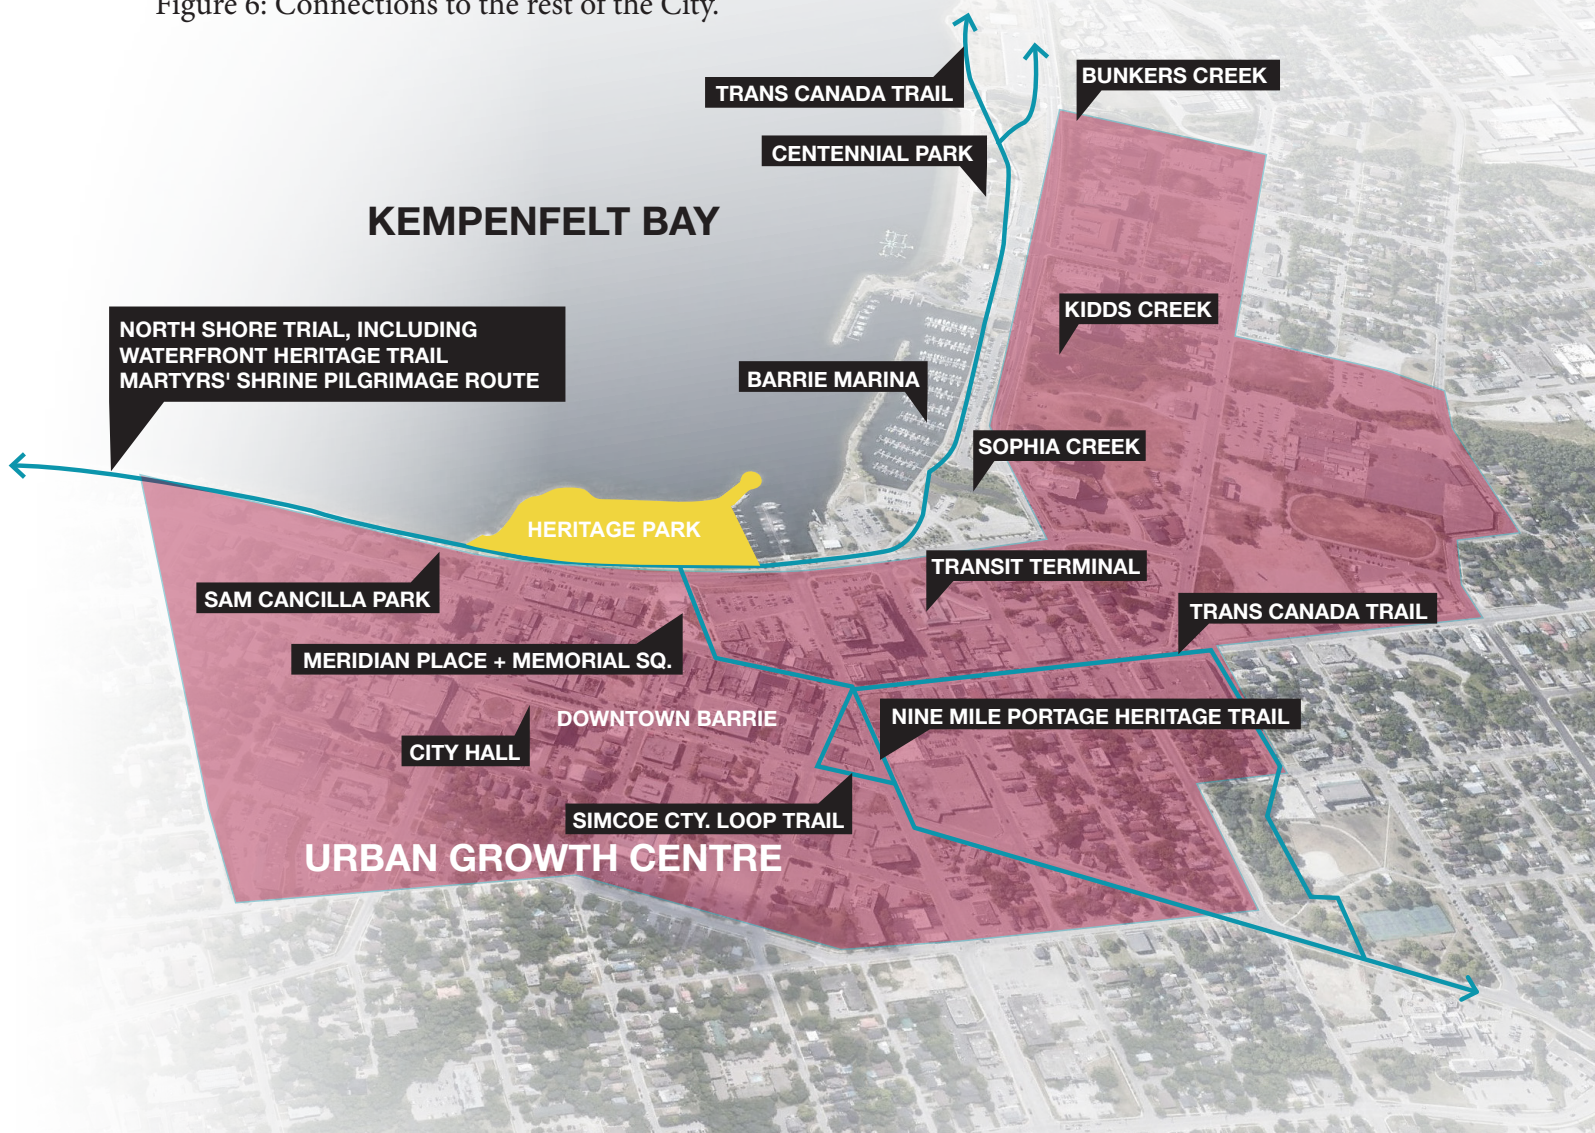 Figure 6: Connections to the rest of the City.
TRANS CANADA TRAIL
BUNKERS CREEK
CENTENNIAL PARK
KEMPENFELT BAY
KIDDS CREEK
NORTH SHORE TRIAL, INCLUDING
WATERFRONT HERITAGE TRAIL
MARTYRS' SHRINE PILGRIMAGE ROUTE
BARRIE MARINA
SOPHIA CREEK
HERITAGE PARK
TRANSIT TERMINAL
SAM CANCILLA PARK
TRANS CANADA TRAIL
MERIDIAN PLACE + MEMORIAL SQ.
DOWNTOWN BARRIE
NINE MILE PORTAGE HERITAGE TRAIL
CITY HALL
SIMCOE CTY. LOOP TRAIL
URBAN GROWTH CENTRE